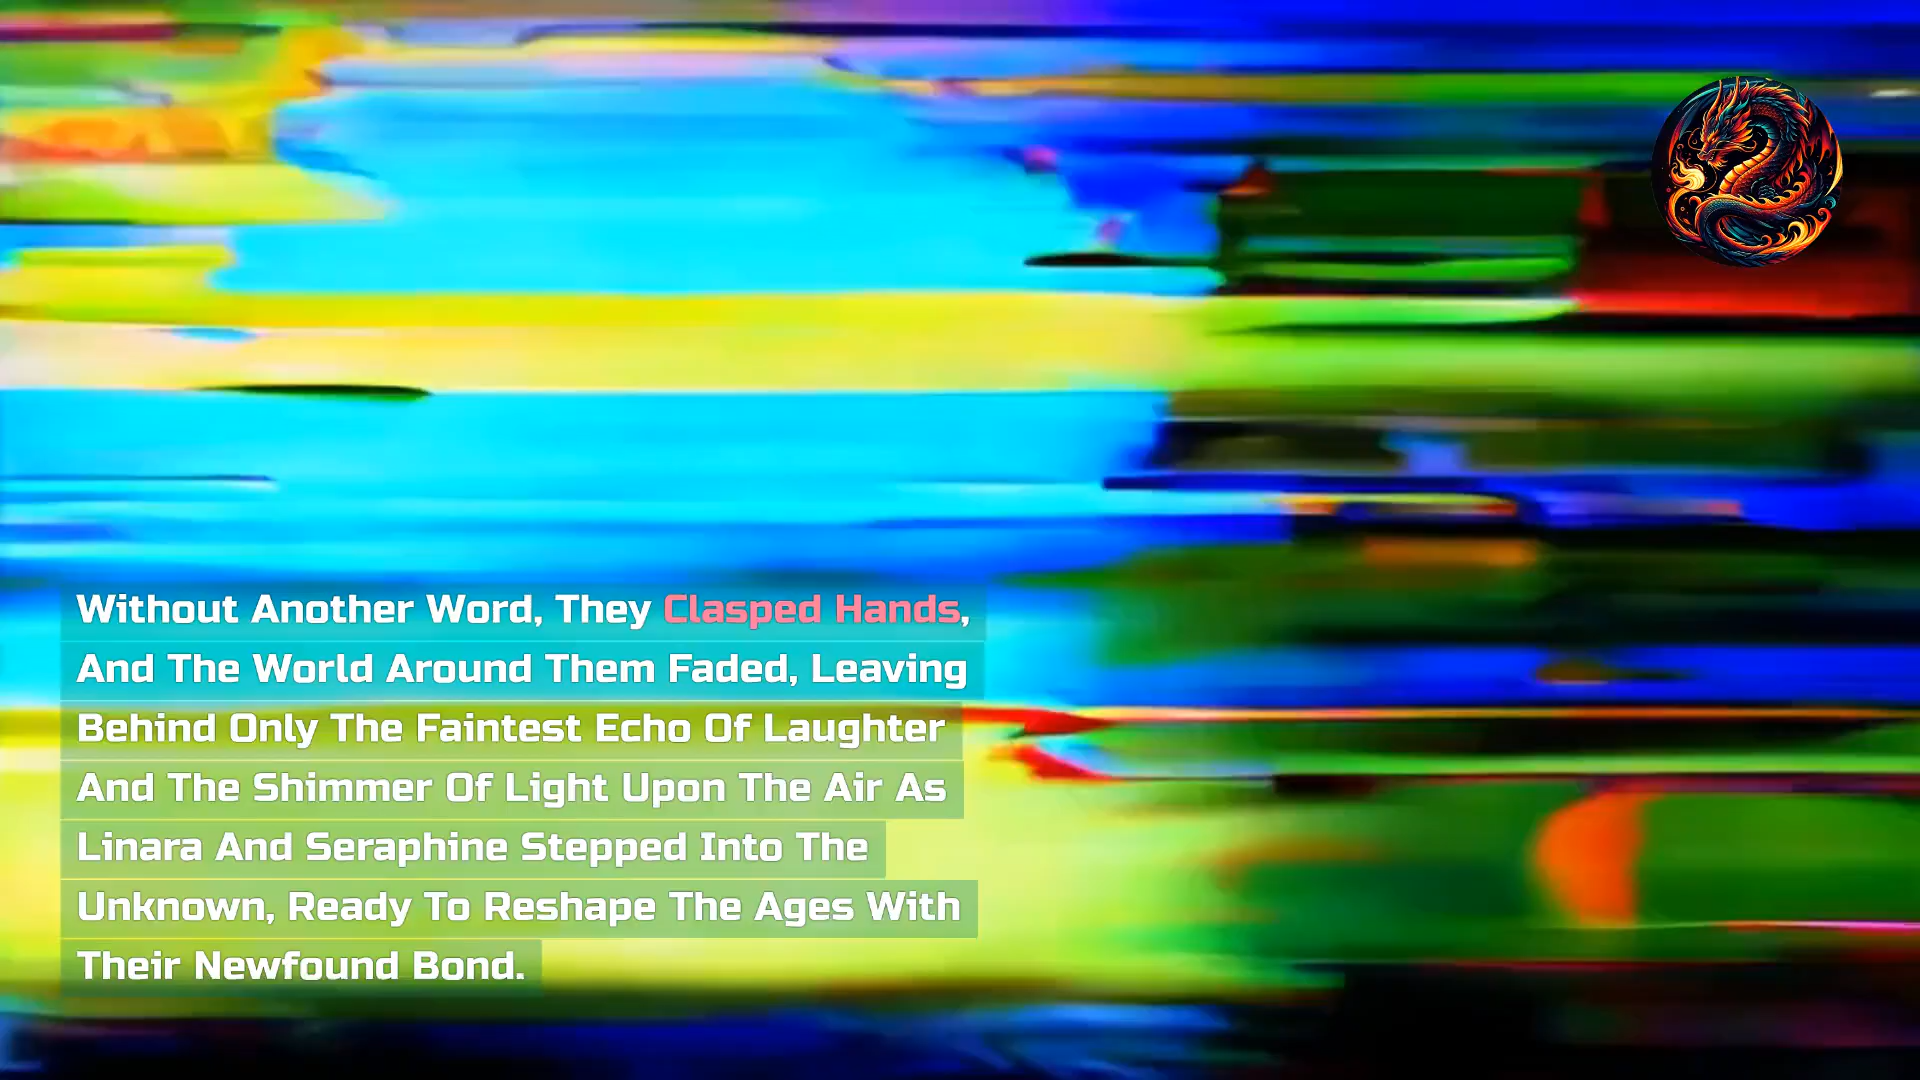 Without Another Word, They Clasped Hands,
And The World Around Them Faded, Leaving
Behind Only The Faintest Echo Of Laughter
And The Shimmer Of Light Upon The Air As
Linara And Seraphine Stepped Into The
Unknown, Ready To Reshape The Ages With
Their Newfound Bond.